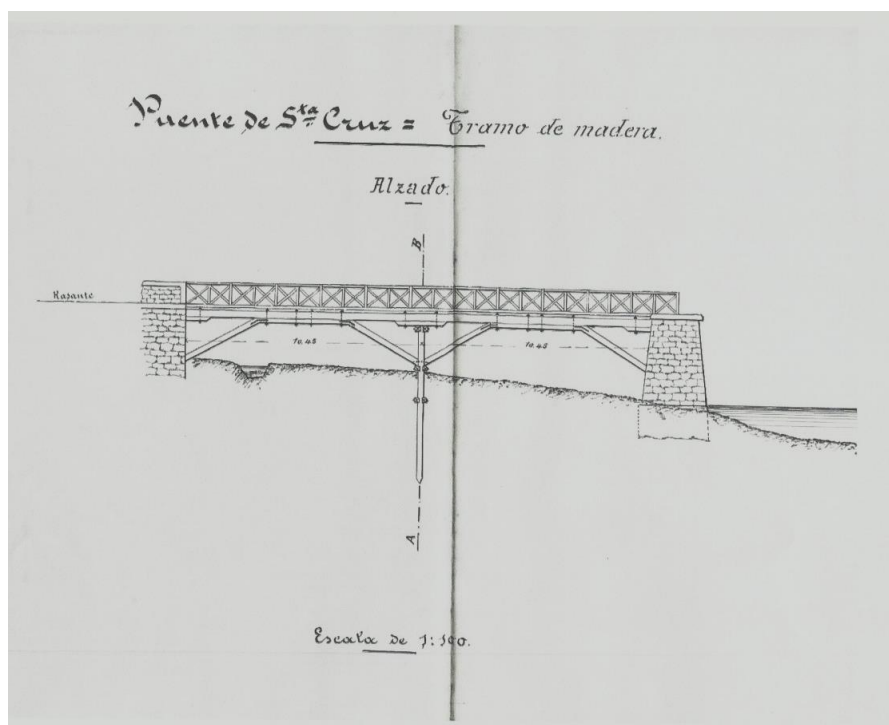 Puente de Sta Cruz = Tramo de madera.
Alzado.
B
Rasante
10.45
10.45
A
Escala de 1:100.